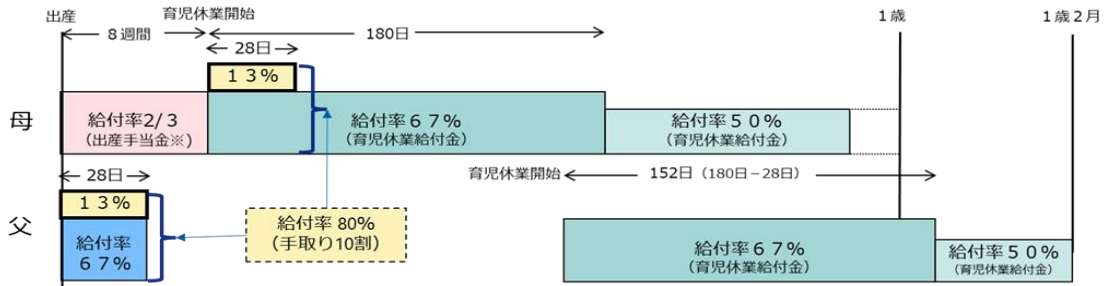 出産
育児休業開始
1歳
1歳2月
8週間
180日
28日
13%
母
給付率2/3
(出産手当金※)
給付率67%
(育児休業給付金)
給付率50%
(育児休業給付金)
28日
育児休業開始
152日(180日-28日)
父
13%
給付率
67%
給付率 80%
(手取り10割)
給付率67%
(育児休業給付金)
給付率50%
(育児休業給付金)